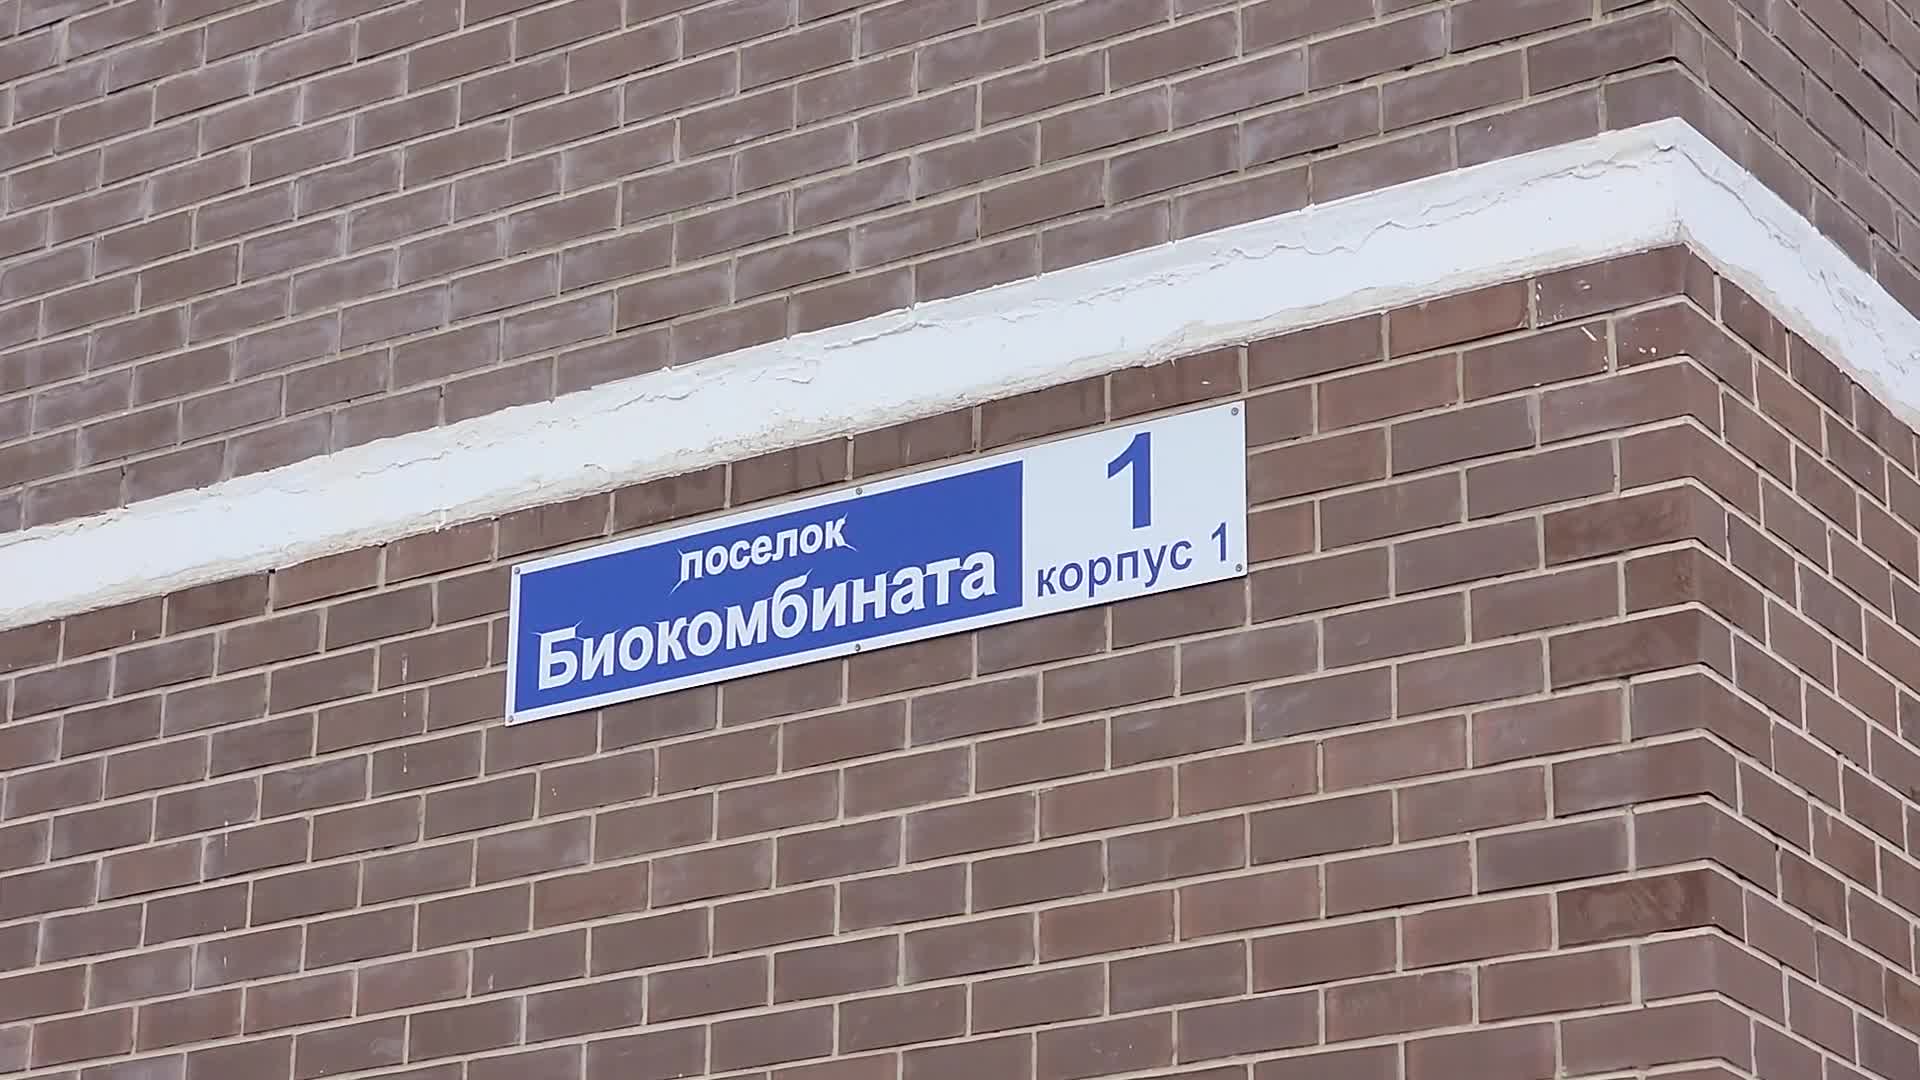 поселок
Биокомбината
1
корпус 1